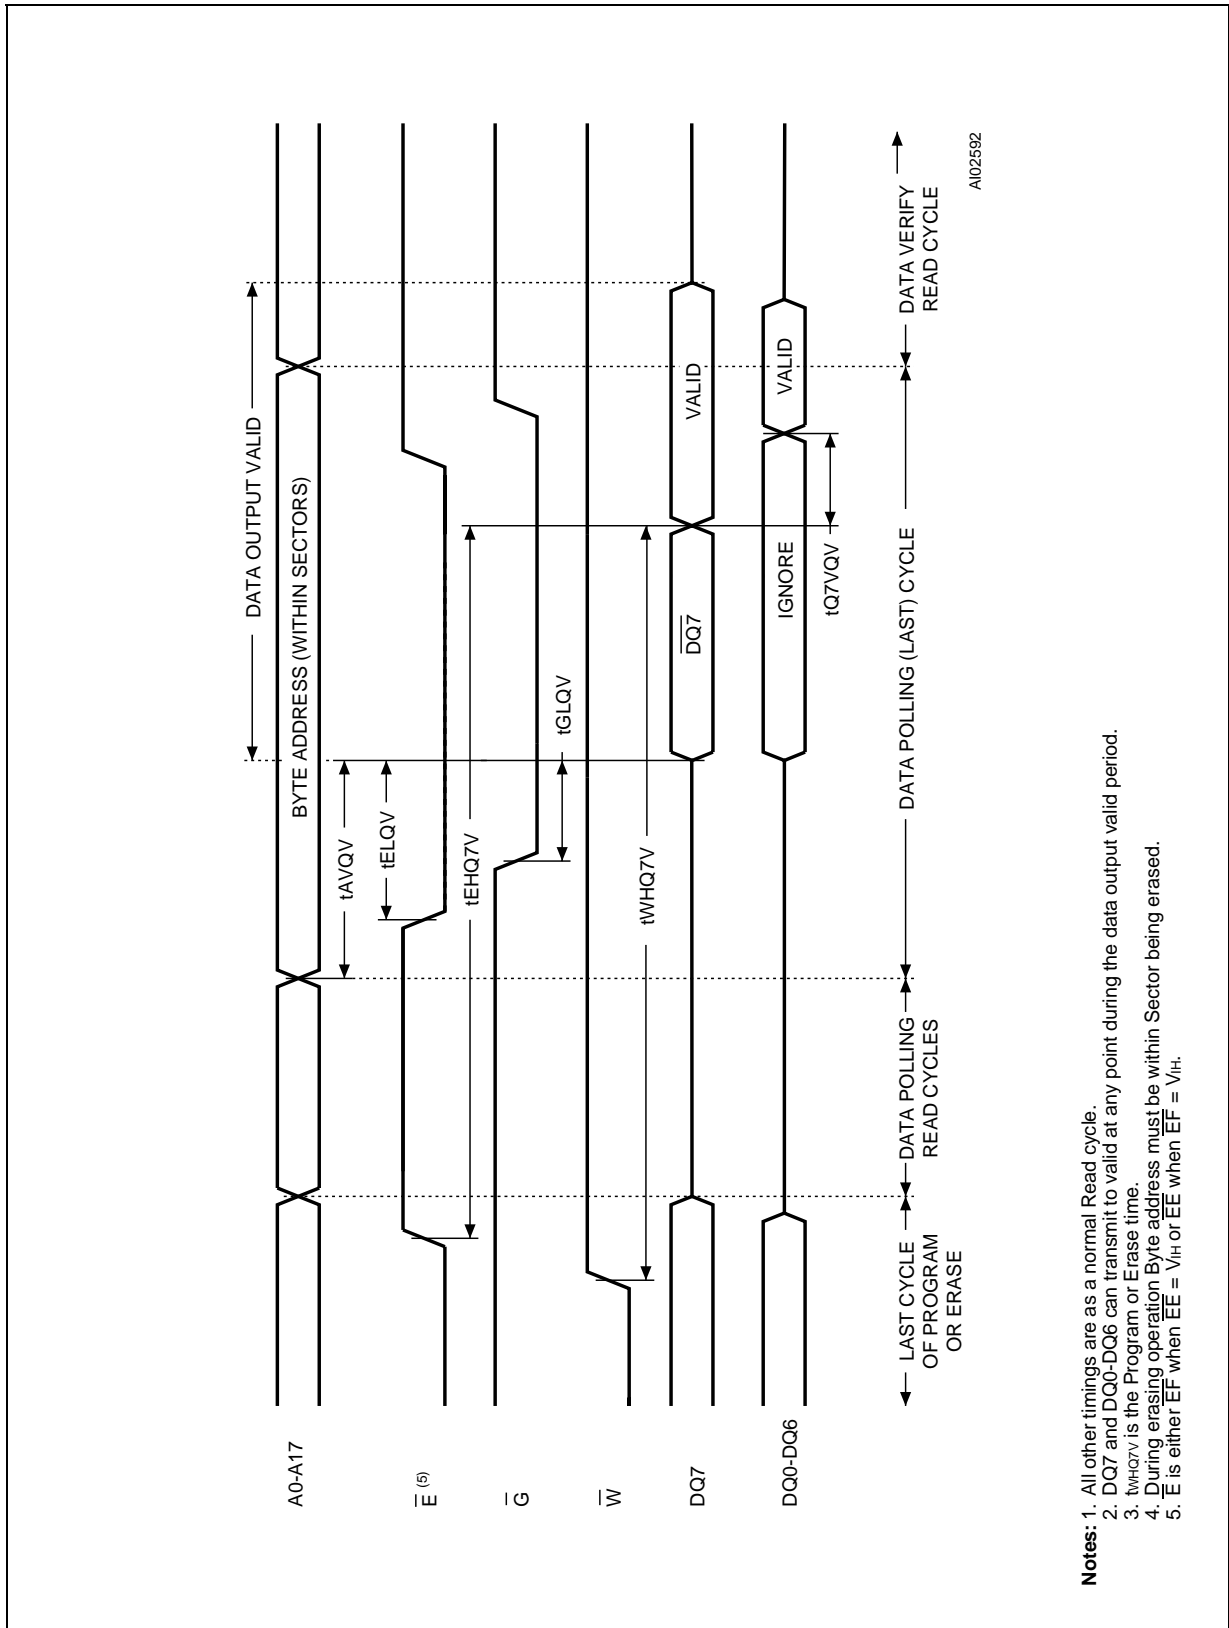 DATA OUTPUT VALID
A0-A17
BYTE ADDRESS (WITHIN SECTORS)
tAVQV
tELQV
E (5)
tEHQ7V
G
tGLQV
W
tWHQ7V
DQ7
DQ7
VALID
DQ0-DQ6
IGNORE
VALID
tQ7VQV
LAST CYCLE
OF PROGRAM
OR ERASE
DATA POLLING
READ CYCLES
DATA POLLING (LAST) CYCLE
DATA VERIFY
READ CYCLE
AI02592
Notes: 1. All other timings are as a normal Read cycle.
2. DQ7 and DQ0-DQ6 can transmit to valid at any point during the data output valid period.
3. tWHQ7V is the Program or Erase time.
4. During erasing operation Byte address must be within Sector being erased.
5. E is either EF when EE = VIH or EE when EF = VIH.